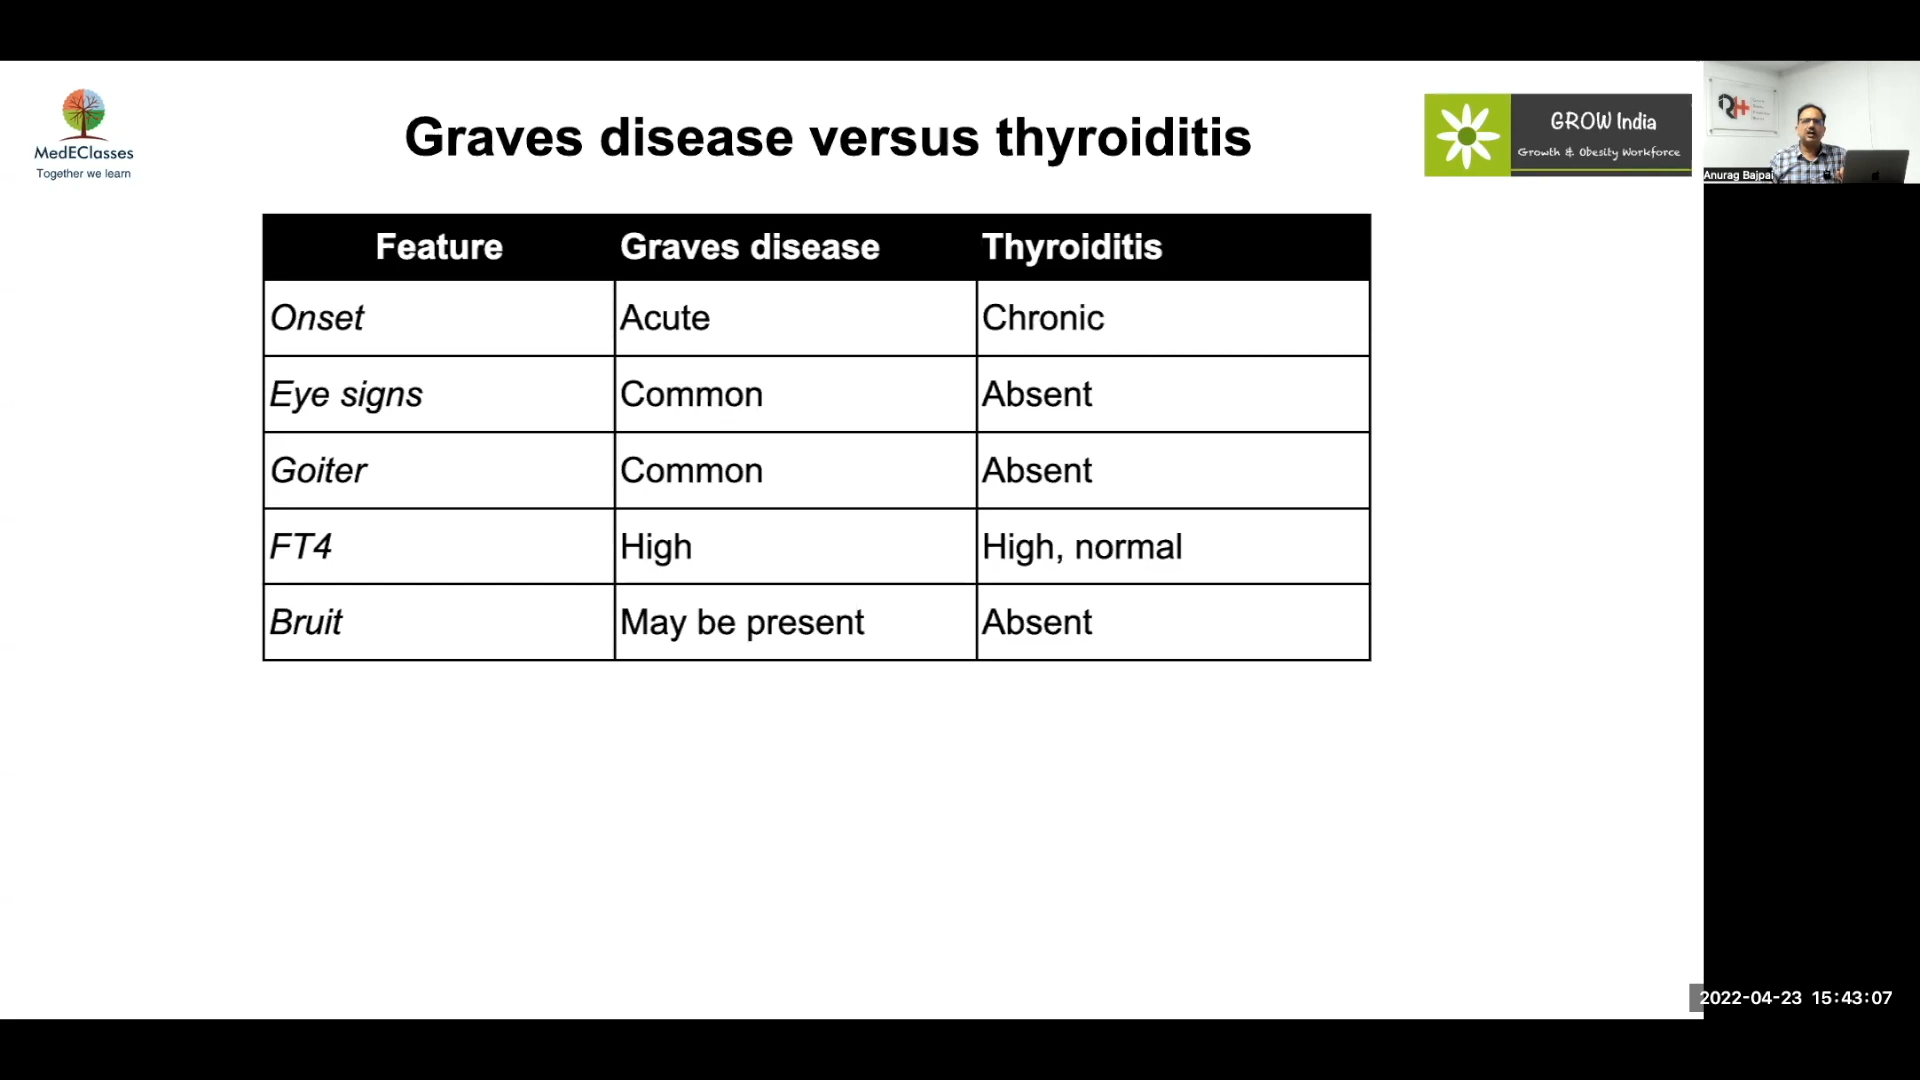 MedEClasses
Together we learn
Graves disease versus thyroiditis
GROW India
Growth & Obesity Workforce
Anurag Bajpai
Feature Graves disease Thyroiditis
Onset Acute Chronic
Eye signs Common Absent
Goiter Common Absent
FT4 High High, normal
Bruit May be present Absent
2022-04-23 15:43:07